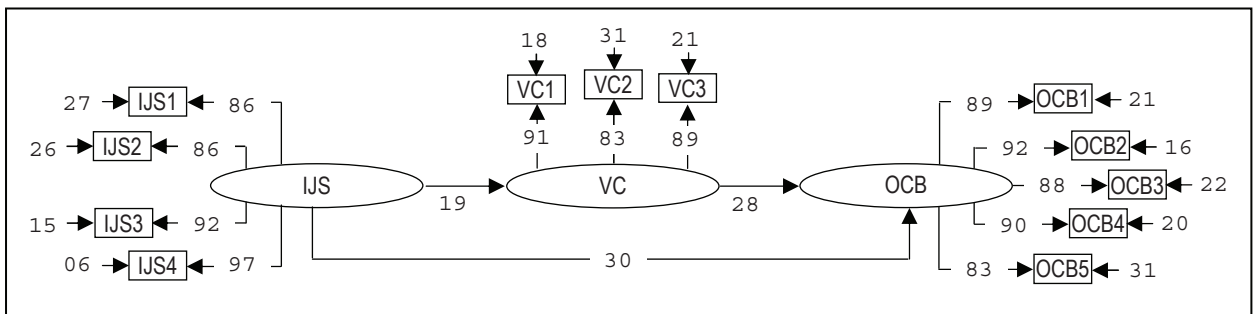 18 31 21
VC1 VC2 VC3
27 IJS1 86
91 83 89
89 OCB1 21
26 IJS2 86
92 OCB2 16
IJS VC OCB
88 OCB3 22
19 28
15 IJS3 92
90 OCB4 20
06 IJS4 97
30
83 OCB5 31